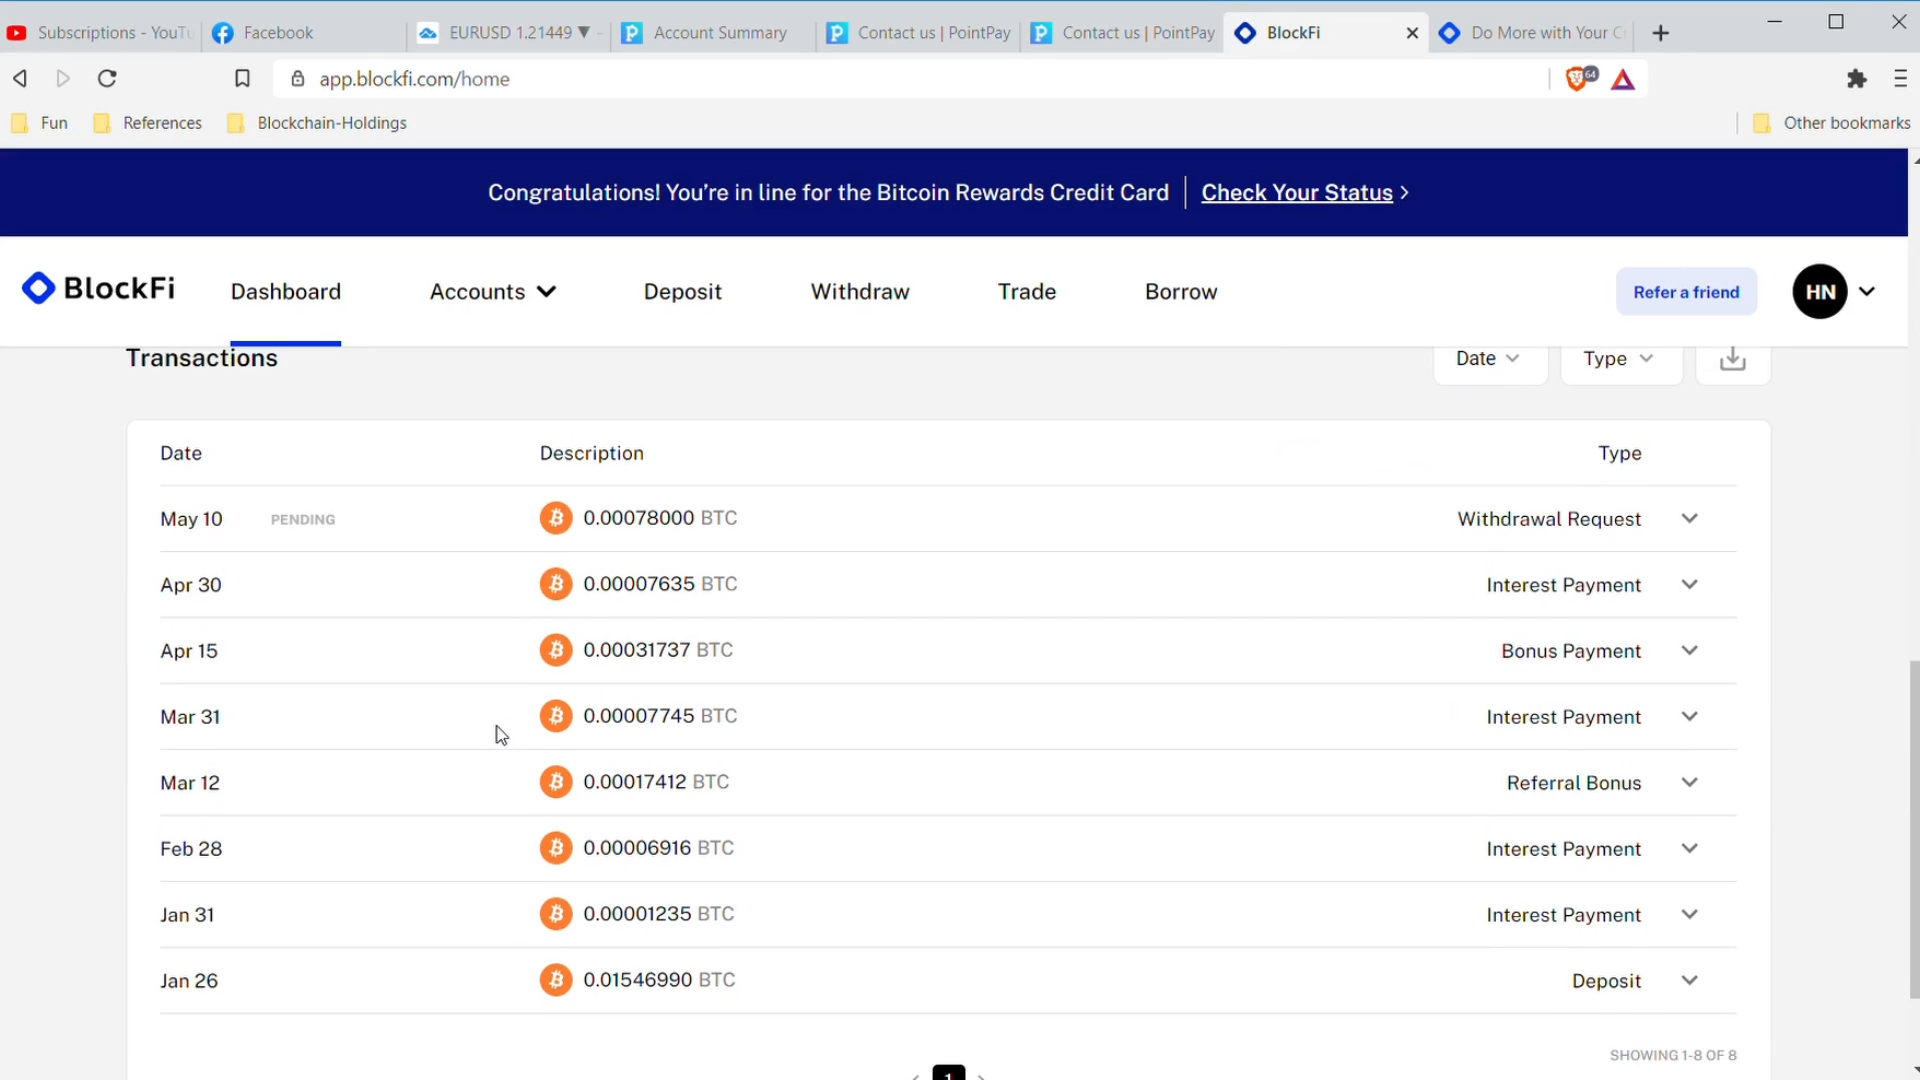 Subscriptions - YouTu
Facebook
EURUSD 1.21449 ▼ -
Account Summary
Contact us | PointPay
Contact us | PointPay
BlockFi
Do More with Your C
app.blockfi.com/home
64
Fun
References
Blockchain-Holdings
Other bookmarks
Congratulations! You're in line for the Bitcoin Rewards Credit Card
Check Your Status
BlockFi
Dashboard
Accounts
Deposit
Withdraw
Trade
Borrow
Refer a friend
HN
Transactions
Date
Type
Date Description Type
May 10 PENDING 0.00078000 BTC Withdrawal Request
Apr 30 0.00007635 BTC Interest Payment
Apr 15 0.00031737 BTC Bonus Payment
Mar 31 0.00007745 BTC Interest Payment
Mar 12 0.00017412 BTC Referral Bonus
Feb 28 0.00006916 BTC Interest Payment
Jan 31 0.00001235 BTC Interest Payment
Jan 26 0.01546990 BTC Deposit
SHOWING 1-8 OF 8
1